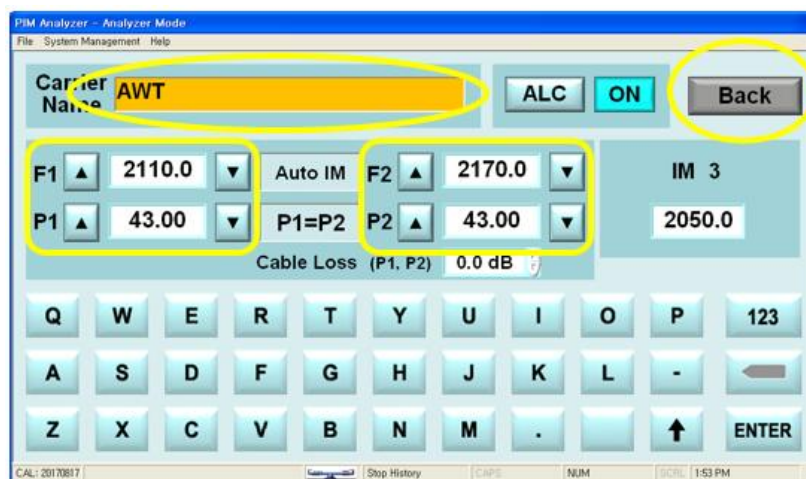 PIM Analyzer - Analyzer Mode
File System Management Help
Carrier Name AWT ALC ON Back
F1 ▲ 2110.0 ▼ Auto IM F2 ▲ 2170.0 ▼ IM 3
P1 ▲ 43.00 ▼ P1=P2 P2 ▲ 43.00 ▼ 2050.0
Cable Loss (P1, P2) 0.0 dB
Q W E R T Y U I O P 123
A S D F G H J K L -
Z X C V B N M . ENTER
CAL: 20170817 Stop History CAPS NUM SCRL 1:53 PM